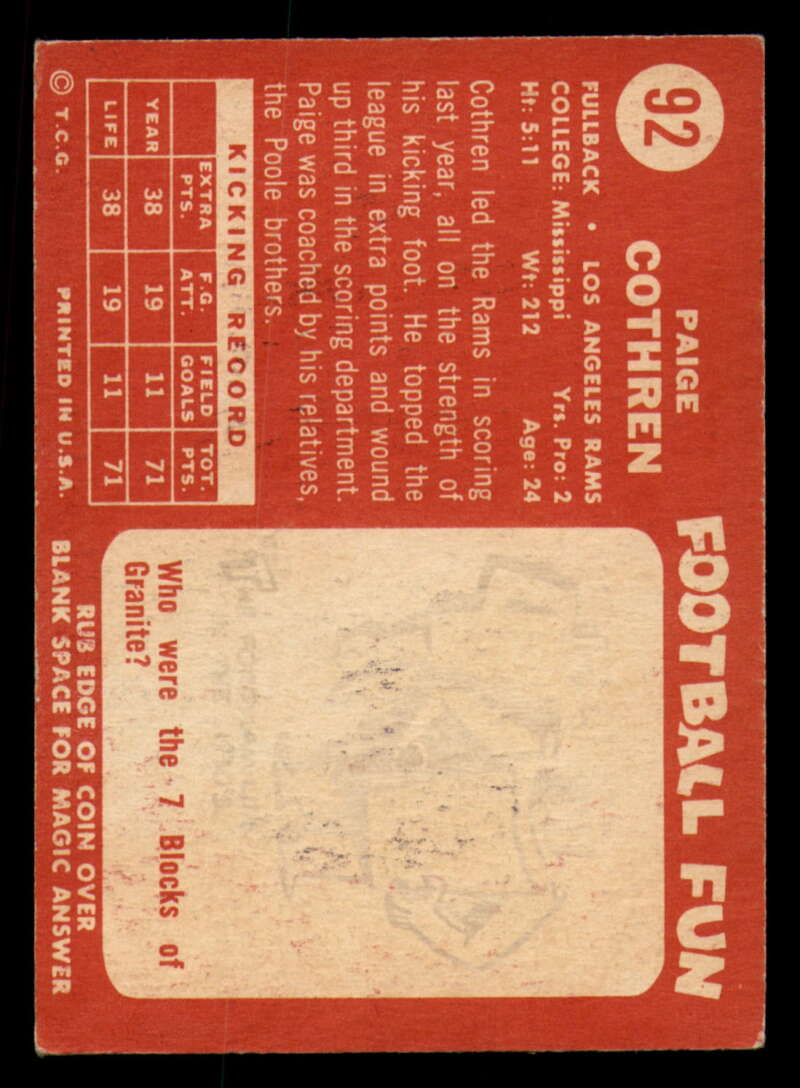 92
PAIGE
COTHREN
FULLBACK • LOS ANGELES RAMS
COLLEGE: Mississippi Yrs. Pro: 2
Ht: 5:11 Wt: 212 Age: 24
Cothren led the Rams in scoring
last year, all on the strength of
his kicking foot. He topped the
league in extra points and wound
up third in the scoring department.
Paige was coached by his relatives,
the Poole brothers.
KICKING RECORD
EXTRA PTS. F.G. ATT. FIELD GOALS TOT. PTS.
YEAR 38 19 11 71
LIFE 38 19 11 71
© T.C.G. PRINTED IN U.S.A.
FOOTBALL FUN
Who were the 7 Blocks of
Granite?
RUB EDGE OF COIN OVER
BLANK SPACE FOR MAGIC ANSWER